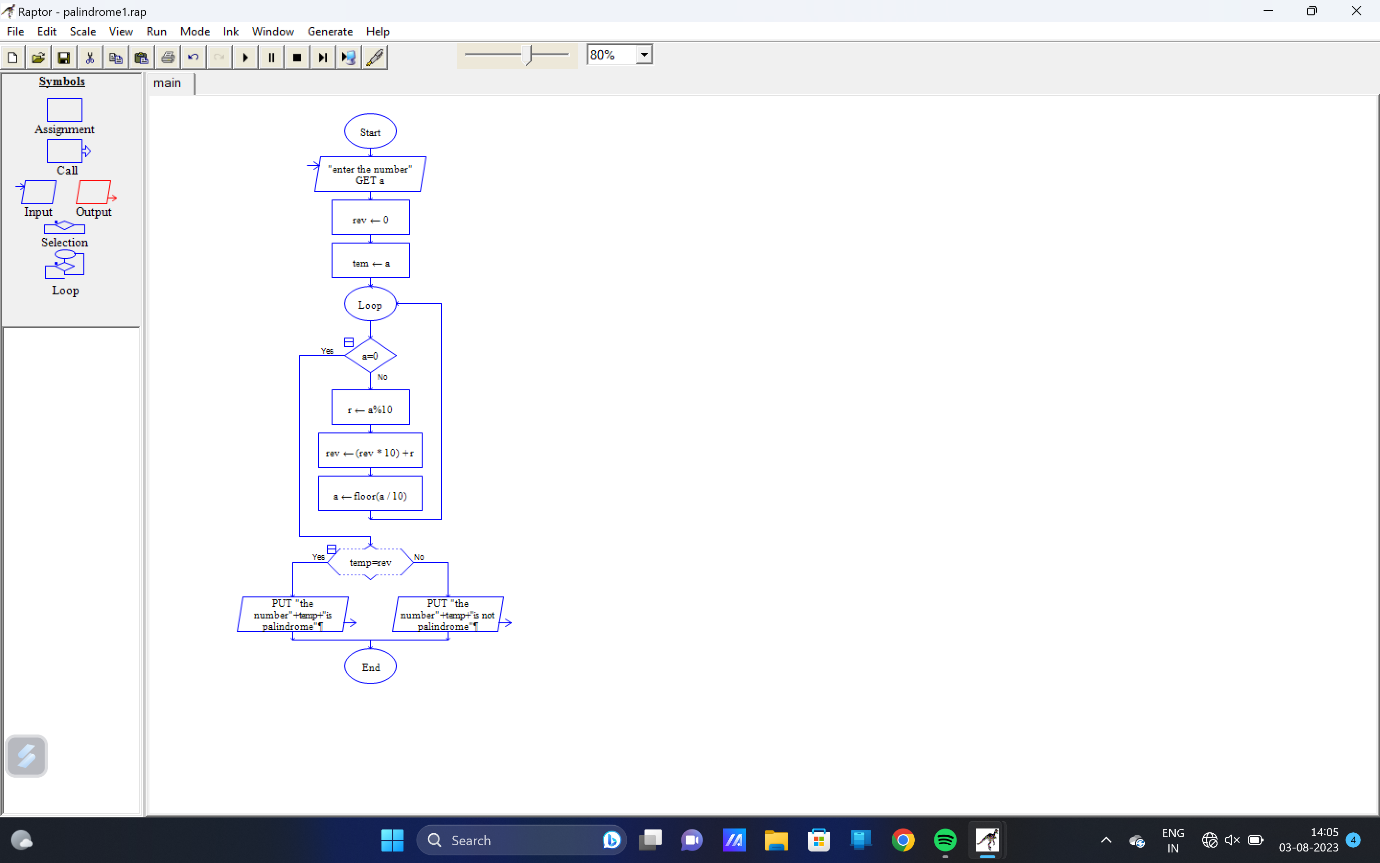 Raptor - palindrome1.rap
File Edit Scale View Run Mode Ink Window Generate Help
80%
Symbols
Assignment
Call
Input Output
Selection
Loop
main
Start
"enter the number"
GET a
rev ← 0
tem ← a
Loop
Yes
a=0
No
r ← a%10
rev ← (rev * 10) +r
a ← floor(a / 10)
Yes
temp=rev
No
PUT "the
number"+temp+"is
palindrome"¶
PUT "the
number"+temp+"is not
palindrome"¶
End
Search
ENG
IN
14:05
03-08-2023
4